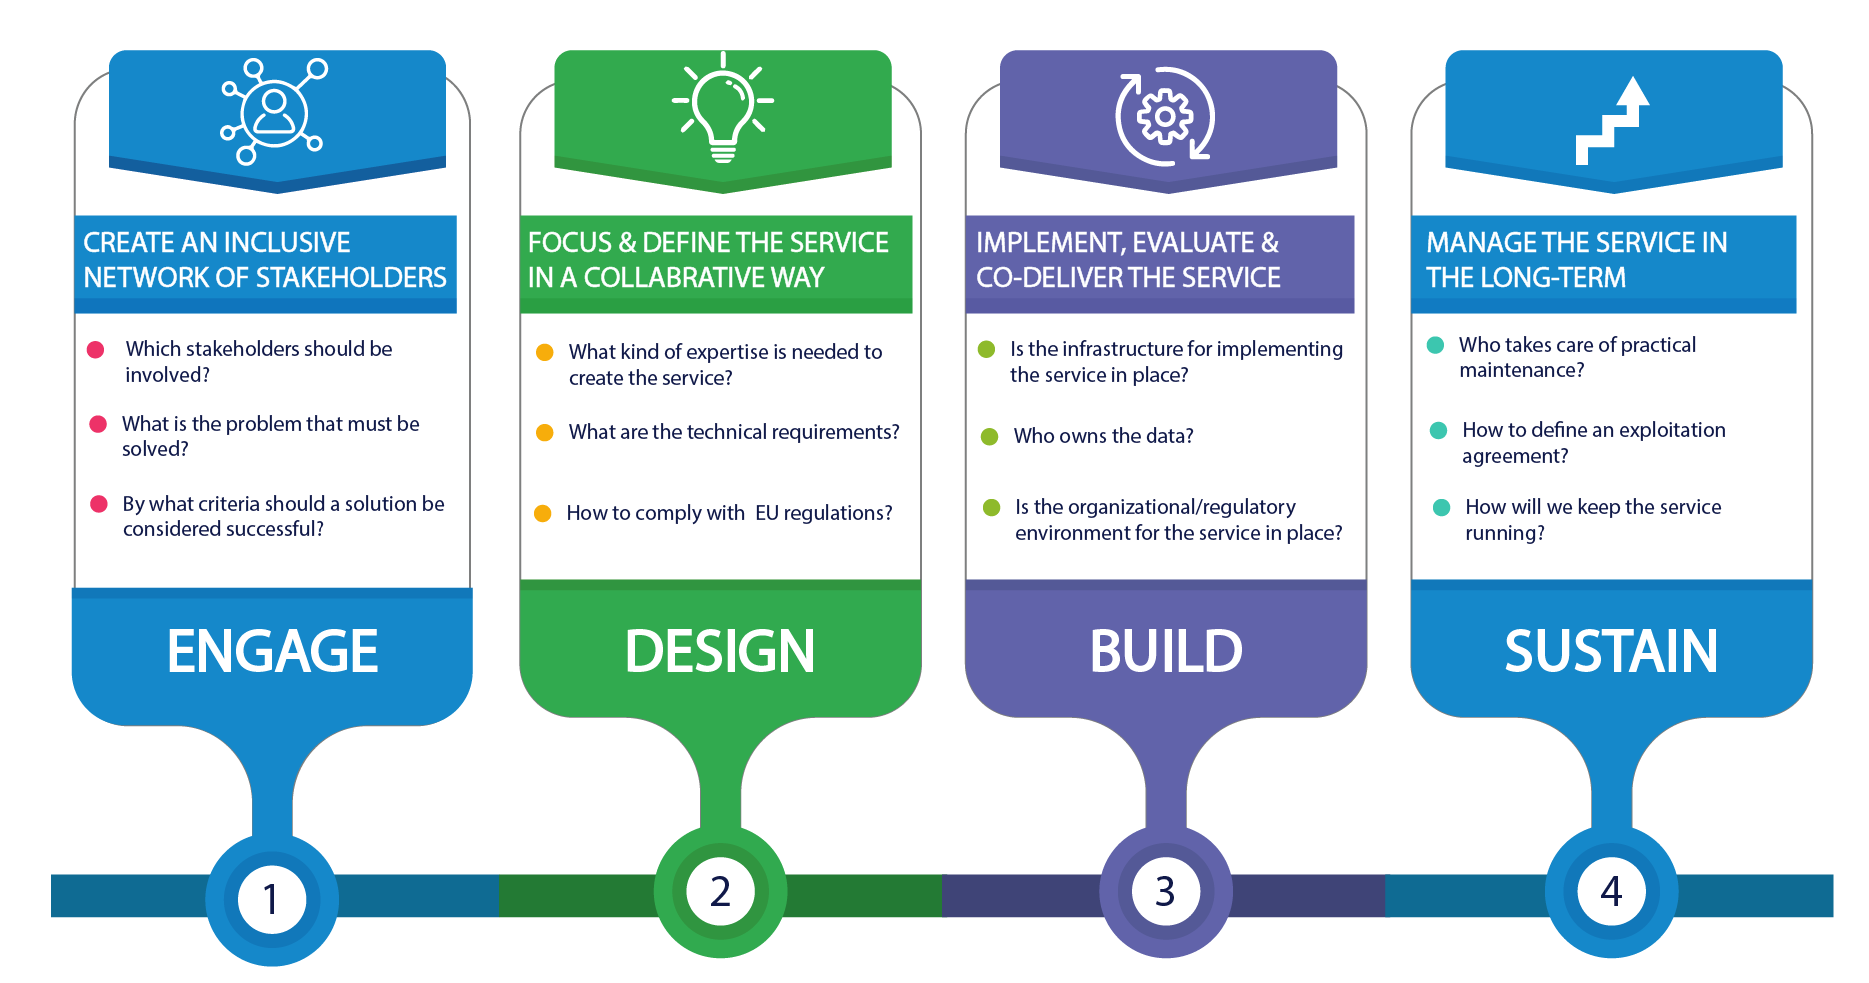 CREATE AN INCLUSIVE
NETWORK OF STAKEHOLDERS
Which stakeholders should be
involved?
What is the problem that must be
solved?
By what criteria should a solution be
considered successful?
ENGAGE
1
FOCUS & DEFINE THE SERVICE
IN A COLLABRATIVE WAY
What kind of expertise is needed to
create the service?
What are the technical requirements?
How to comply with  EU regulations?
DESIGN
2
IMPLEMENT, EVALUATE &
CO-DELIVER THE SERVICE
Is the infrastructure for implementing
the service in place?
Who owns the data?
Is the organizational/regulatory
environment for the service in place?
BUILD
3
MANAGE THE SERVICE IN
THE LONG-TERM
Who takes care of practical
maintenance?
How to define an exploitation
agreement?
How will we keep the service
running?
SUSTAIN
4